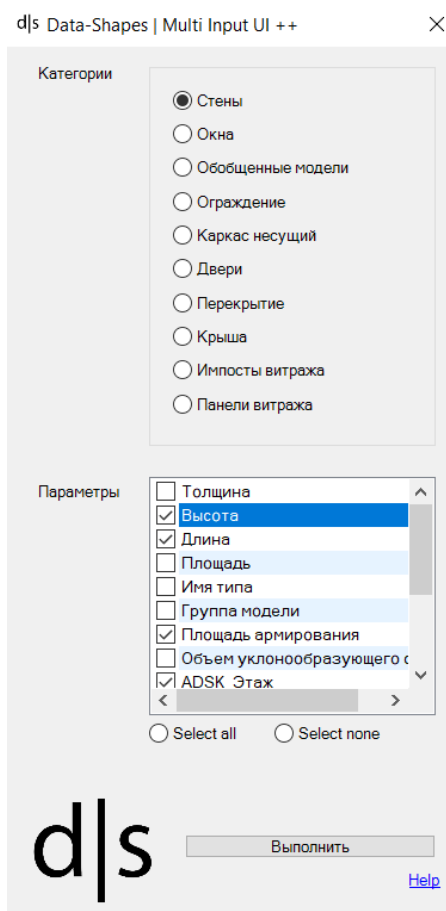 d|s Data-Shapes | Multi Input UI ++
Категории
Стены
Окна
Обобщенные модели
Ограждение
Каркас несущий
Двери
Перекрытие
Крыша
Импосты витража
Панели витража
Параметры
Толщина
Высота
Длина
Площадь
Имя типа
Группа модели
Площадь армирования
Объем уклонообразующего
ADSK_Этаж
Select all Select none
d|s
Выполнить
Help